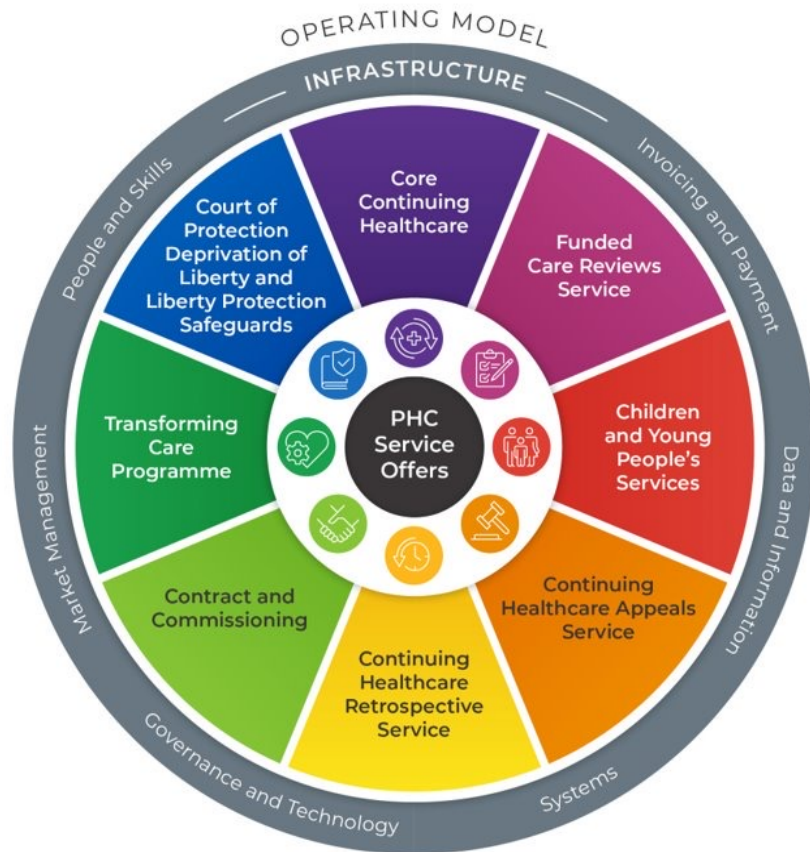 OPERATING MODEL
INFRASTRUCTURE
People and Skills
Invoicing and Payment
Data and Information
Systems
Governance and Technology
Market Management
Core
Continuing
Healthcare
Funded
Care Reviews
Service
Children
and Young
People’s
Services
Continuing
Healthcare Appeals
Service
Continuing
Healthcare
Retrospective
Service
Contract and
Commissioning
Transforming
Care
Programme
Court of
Protection
Deprivation of
Liberty and
Liberty Protection
Safeguards
PHC
Service
Offers